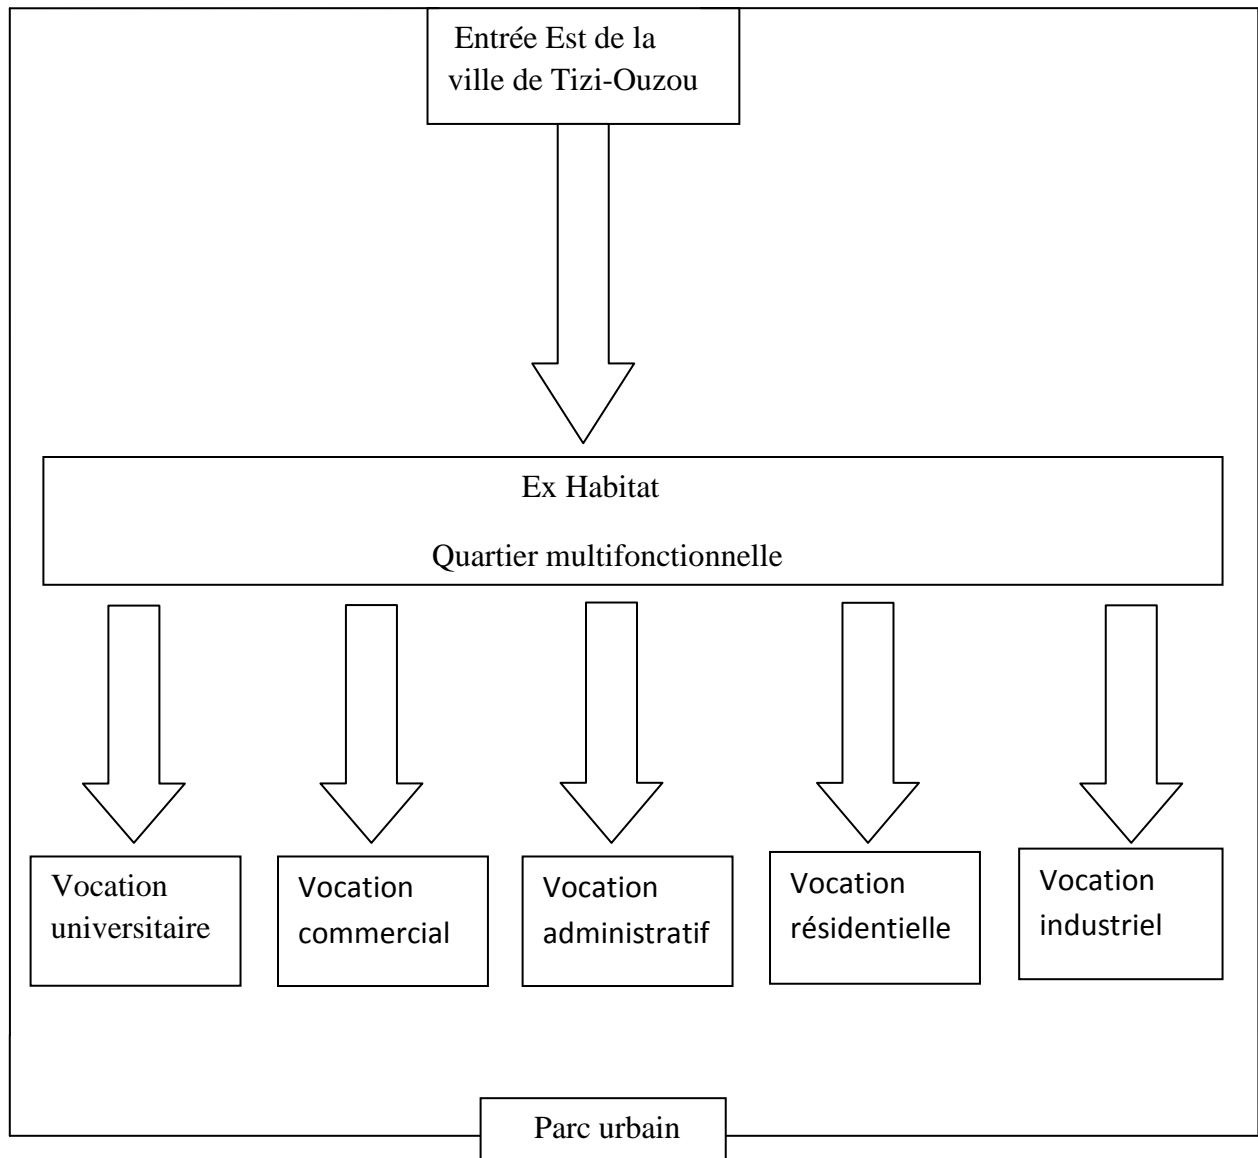 Entrée Est de la
ville de Tizi-Ouzou
Ex Habitat
Quartier multifonctionnelle
Vocation
universitaire
Vocation
commercial
Vocation
administratif
Vocation
résidentielle
Vocation
industriel
Parc urbain